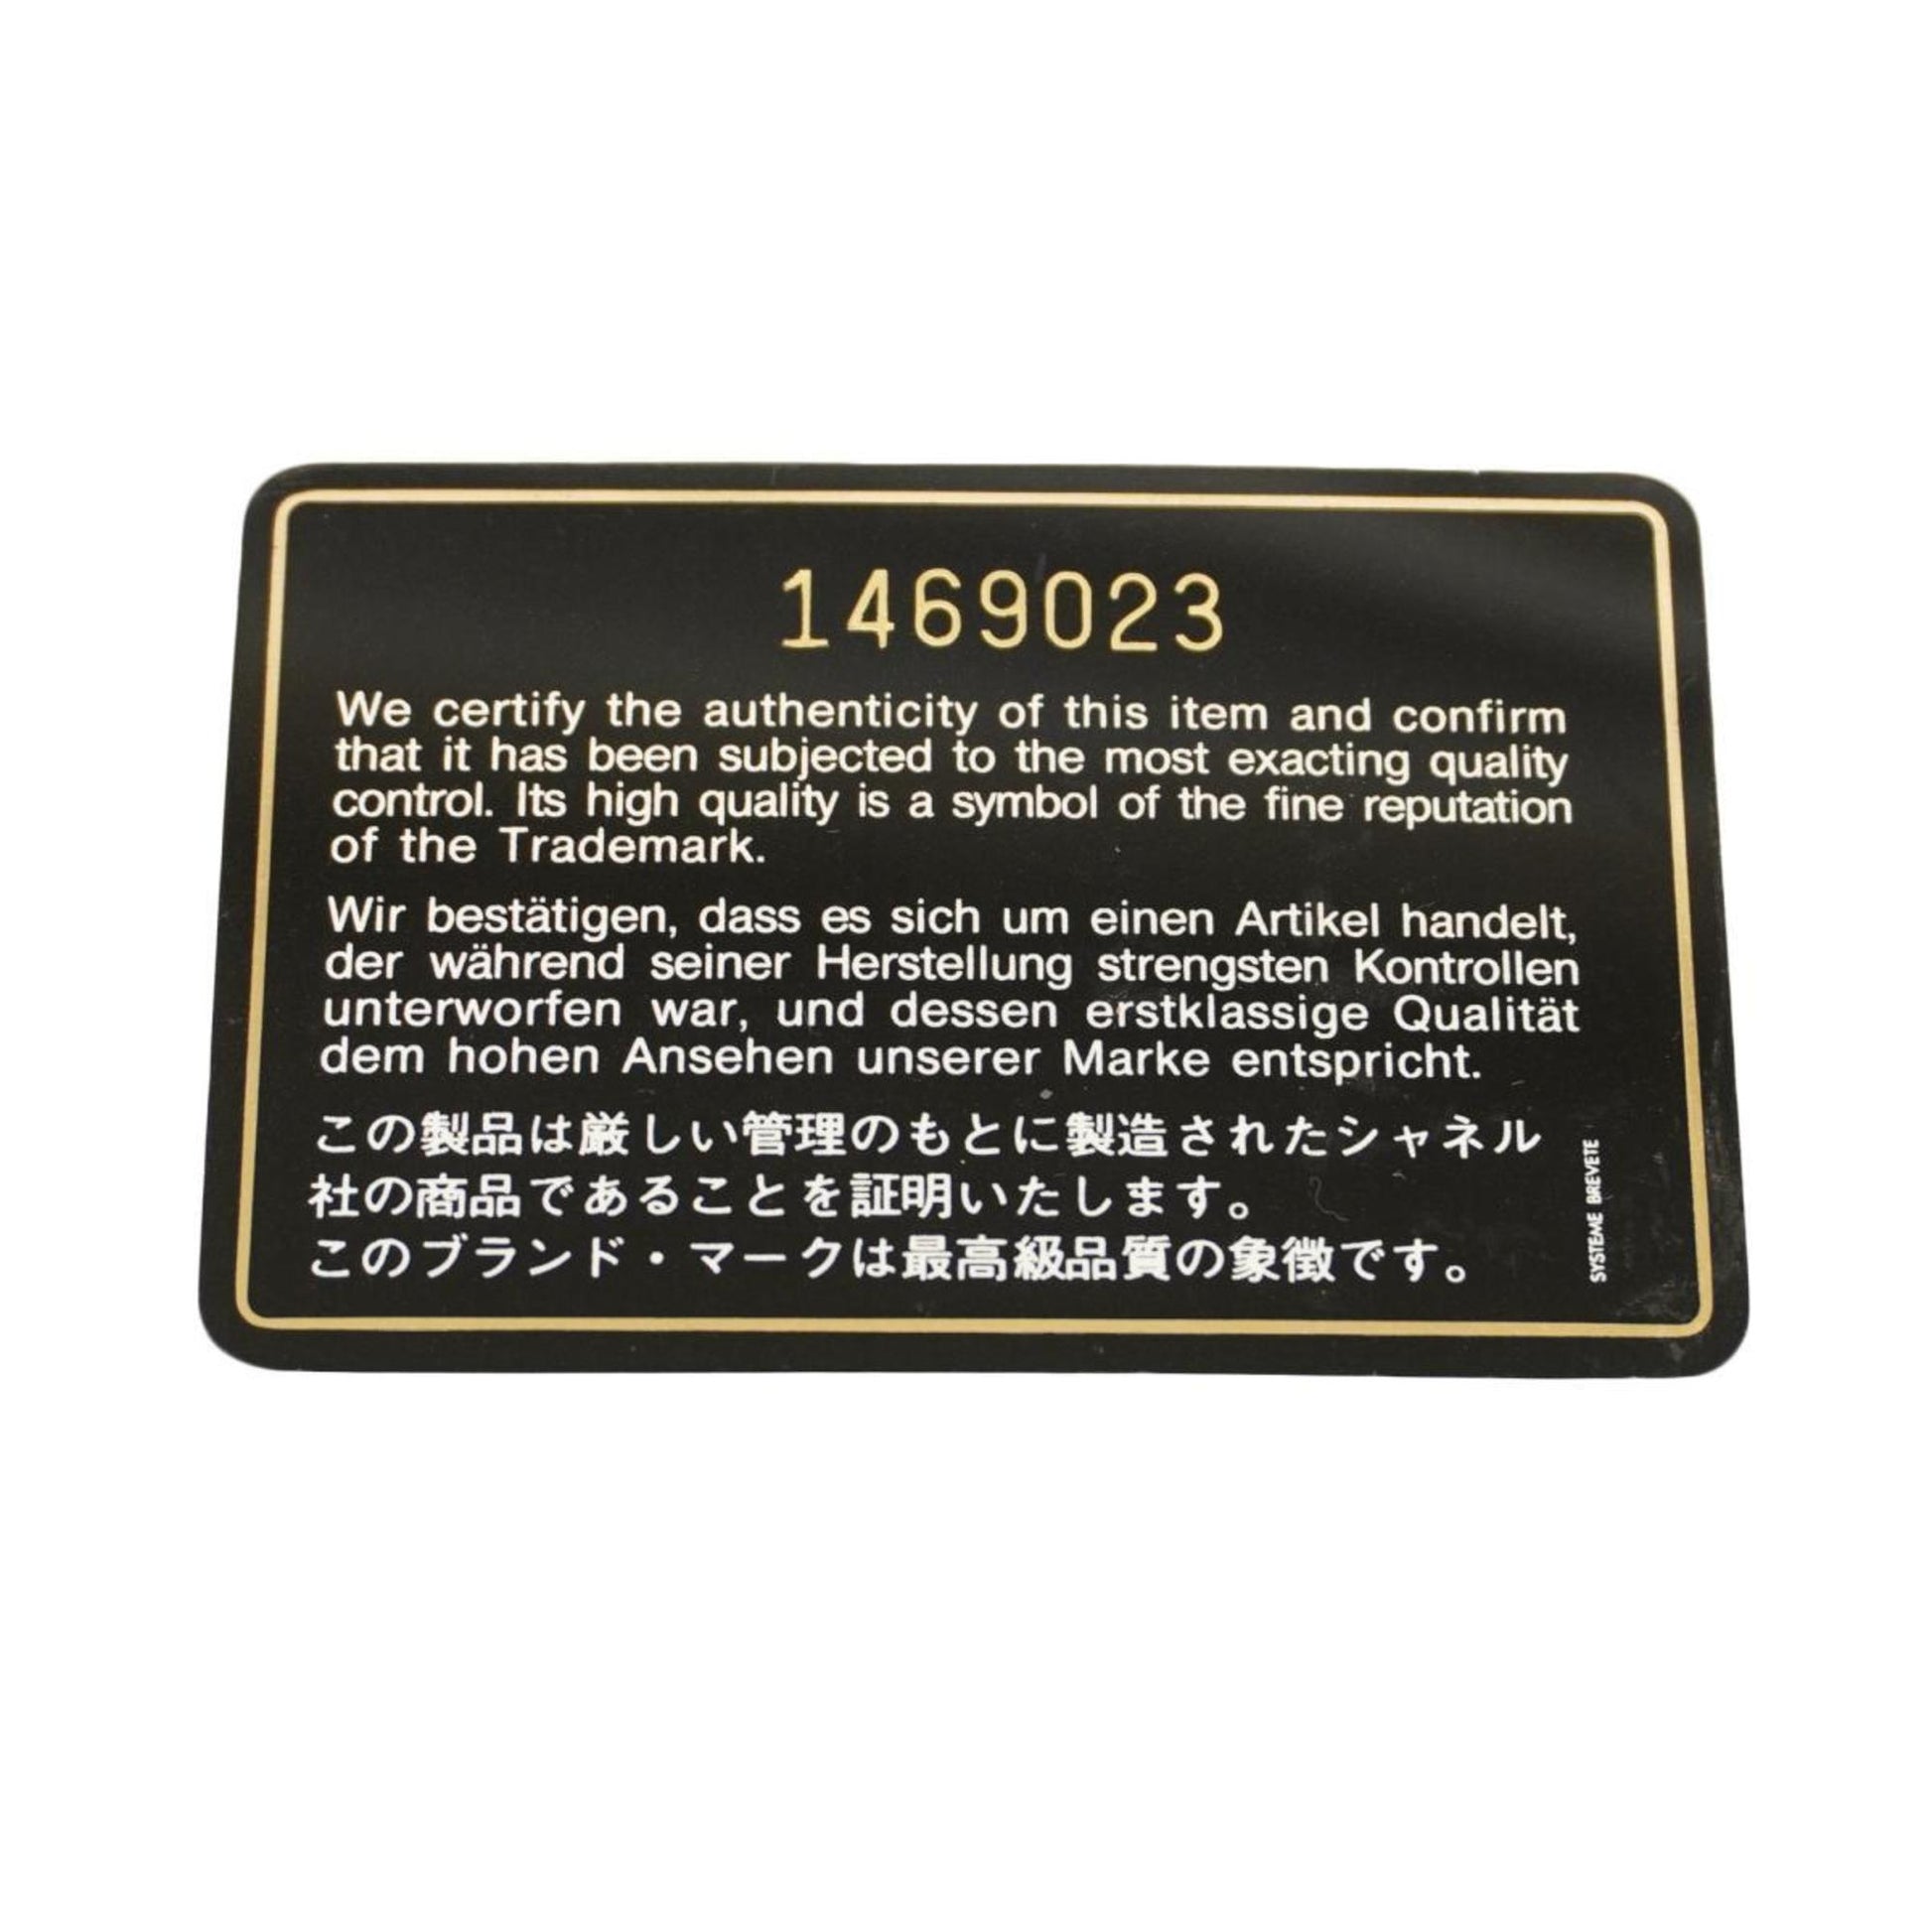 1469023
We certify the authenticity of this item and confirm
that it has been subjected to the most exacting quality
control. Its high quality is a symbol of the fine reputation
of the Trademark.
Wir bestätigen, dass es sich um einen Artikel handelt,
der während seiner Herstellung strengsten Kontrollen
unterworfen war, und dessen erstklassige Qualität
dem hohen Ansehen unserer Marke entspricht.
この製品は厳しい管理のもとに製造されたシャネル
社の商品であることを証明いたします。
このブランド・マークは最高級品質の象徴です。
SYSTEME BREVETE